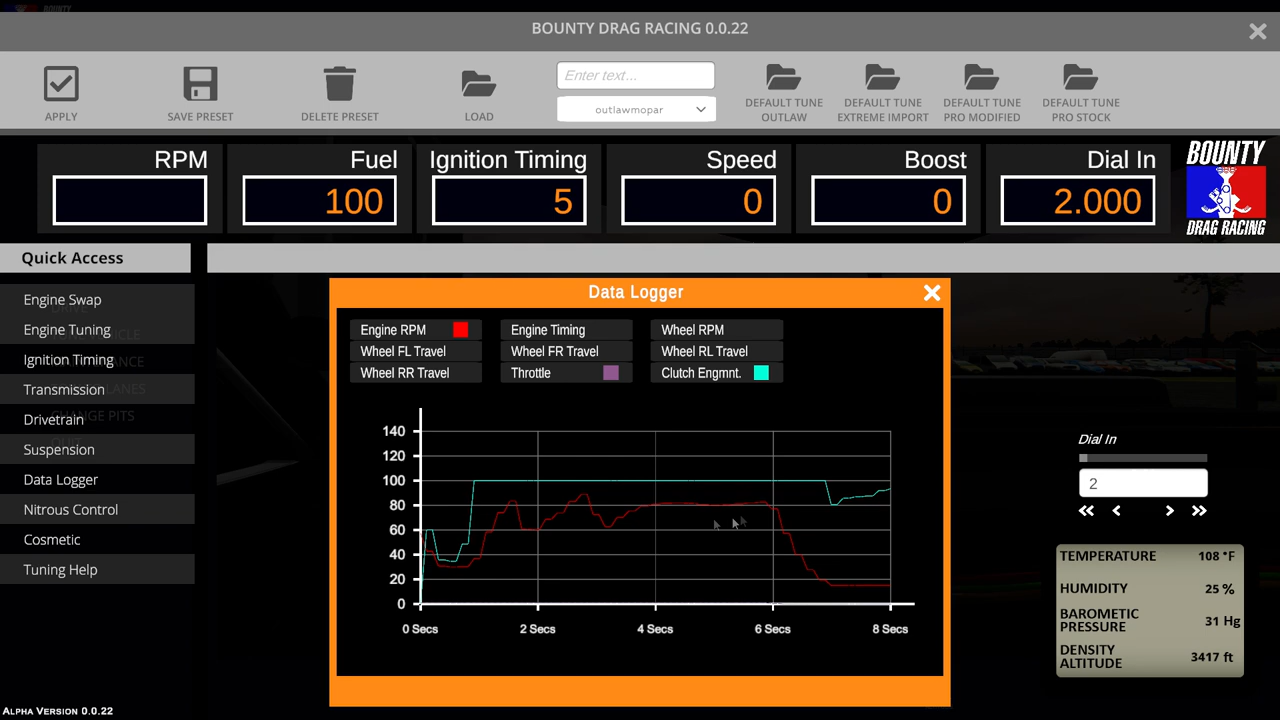 BOUNTY
BOUNTY DRAG RACING 0.0.22
APPLY
SAVE PRESET
DELETE PRESET
LOAD
Enter text...
outlawmopar
DEFAULT TUNE
OUTLAW
DEFAULT TUNE
EXTREME IMPORT
DEFAULT TUNE
PRO MODIFIED
DEFAULT TUNE
PRO STOCK
RPM
Fuel
100
Ignition Timing
5
Speed
0
Boost
0
Dial In
2.000
BOUNTY
DRAG RACING
Quick Access
Engine Swap
Engine Tuning
Ignition Timing
Transmission
Drivetrain
Suspension
Data Logger
Nitrous Control
Cosmetic
Tuning Help
CHANGE PITS
Data Logger
Engine RPM
Engine Timing
Wheel RPM
Wheel FL Travel
Wheel FR Travel
Wheel RL Travel
Wheel RR Travel
Throttle
Clutch Engmnt.
140
120
100
80
60
40
20
0
0 Secs
2 Secs
4 Secs
6 Secs
8 Secs
Dial In
2
TEMPERATURE 108 °F
HUMIDITY 25 %
BAROMETIC
PRESSURE 31 Hg
DENSITY
ALTITUDE 3417 ft
ALPHA VERSION 0.0.22